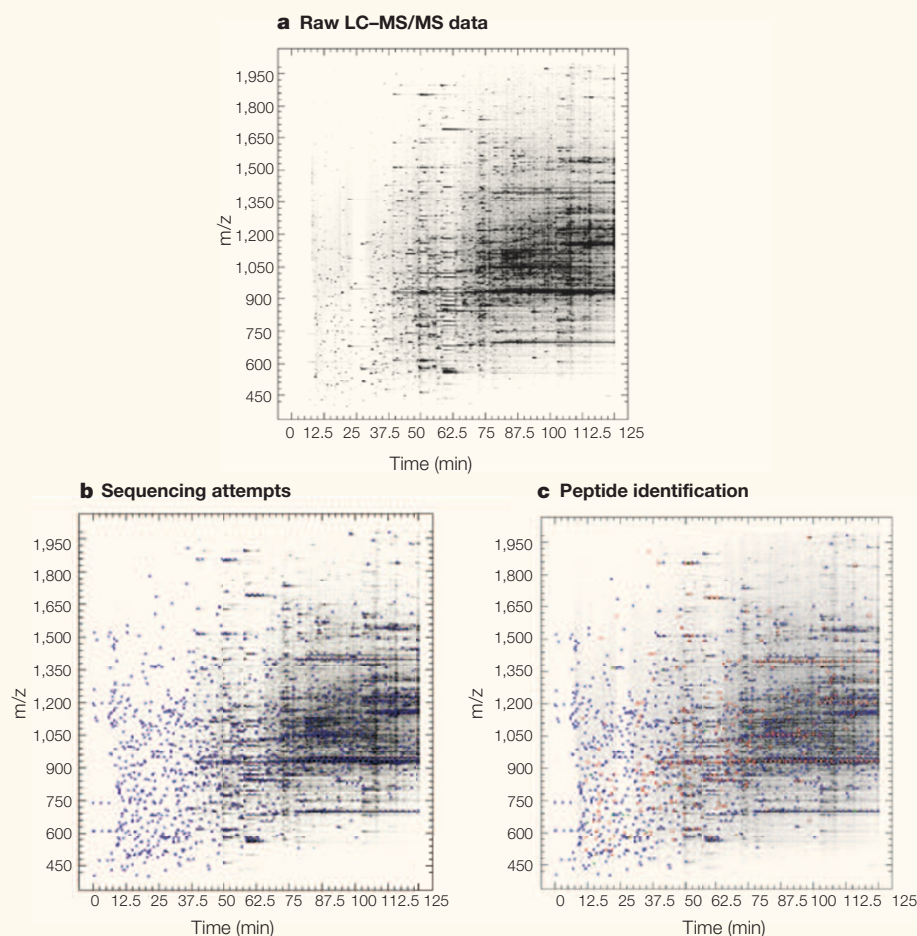 a Raw LC–MS/MS data
1,950
1,800
1,650
1,500
1,350
1,200
1,050
900
750
600
450
m/z
0 12.5 25 37.5 50 62.5 75 87.5 100 112.5 125
Time (min)
b Sequencing attempts
1,950
1,800
1,650
1,500
1,350
1,200
1,050
900
750
600
450
m/z
0 12.5 25 37.5 50 62.5 75 87.5 100 112.5 125
Time (min)
c Peptide identification
1,950
1,800
1,650
1,500
1,350
1,200
1,050
900
750
600
450
m/z
0 12.5 25 37.5 50 62.5 75 87.5 100 112.5 125
Time (min)